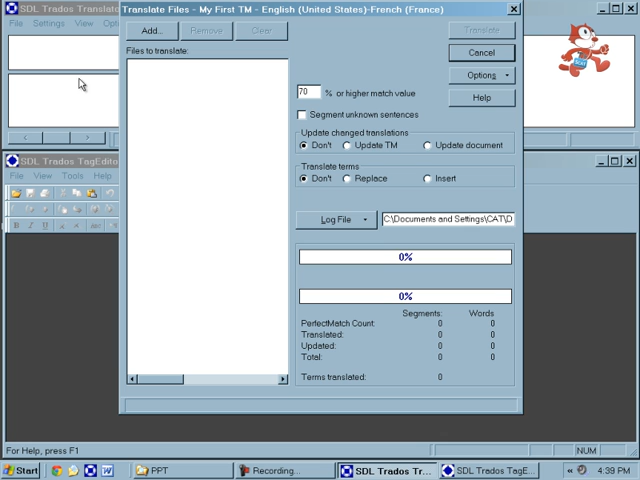 SDL Trados Translato
Translate Files - My First TM - English (United States)-French (France)
File Settings View Opti
Add... Remove Clear Translate
Files to translate:
Cancel
Options
Help
70 % or higher match value
Segment unknown sentences
Update changed translations
Don't Update TM Update document
Translate terms
Don't Replace Insert
Log File C:\Documents and Settings\CAT\D
0%
0%
Segments: Words
PerfectMatch Count: 0 0
Translated: 0 0
Updated: 0 0
Total: 0 0
Terms translated: 0
SDL Trados TagEditor
File View Tools Help
For Help, press F1
NUM
Start PPT Recording... SDL Trados Tr... SDL Trados TagE... « 4:39 PM